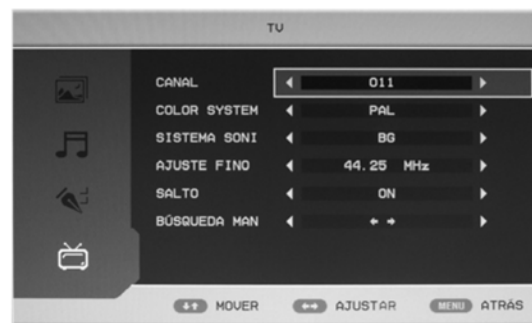 TV
CANAL 011
COLOR SYSTEM PAL
SISTEMA SONI BG
AJUSTE FINO 44.25 MHz
SALTO ON
BÚSQUEDA MAN
MOVER AJUSTAR MENU ATRÁS